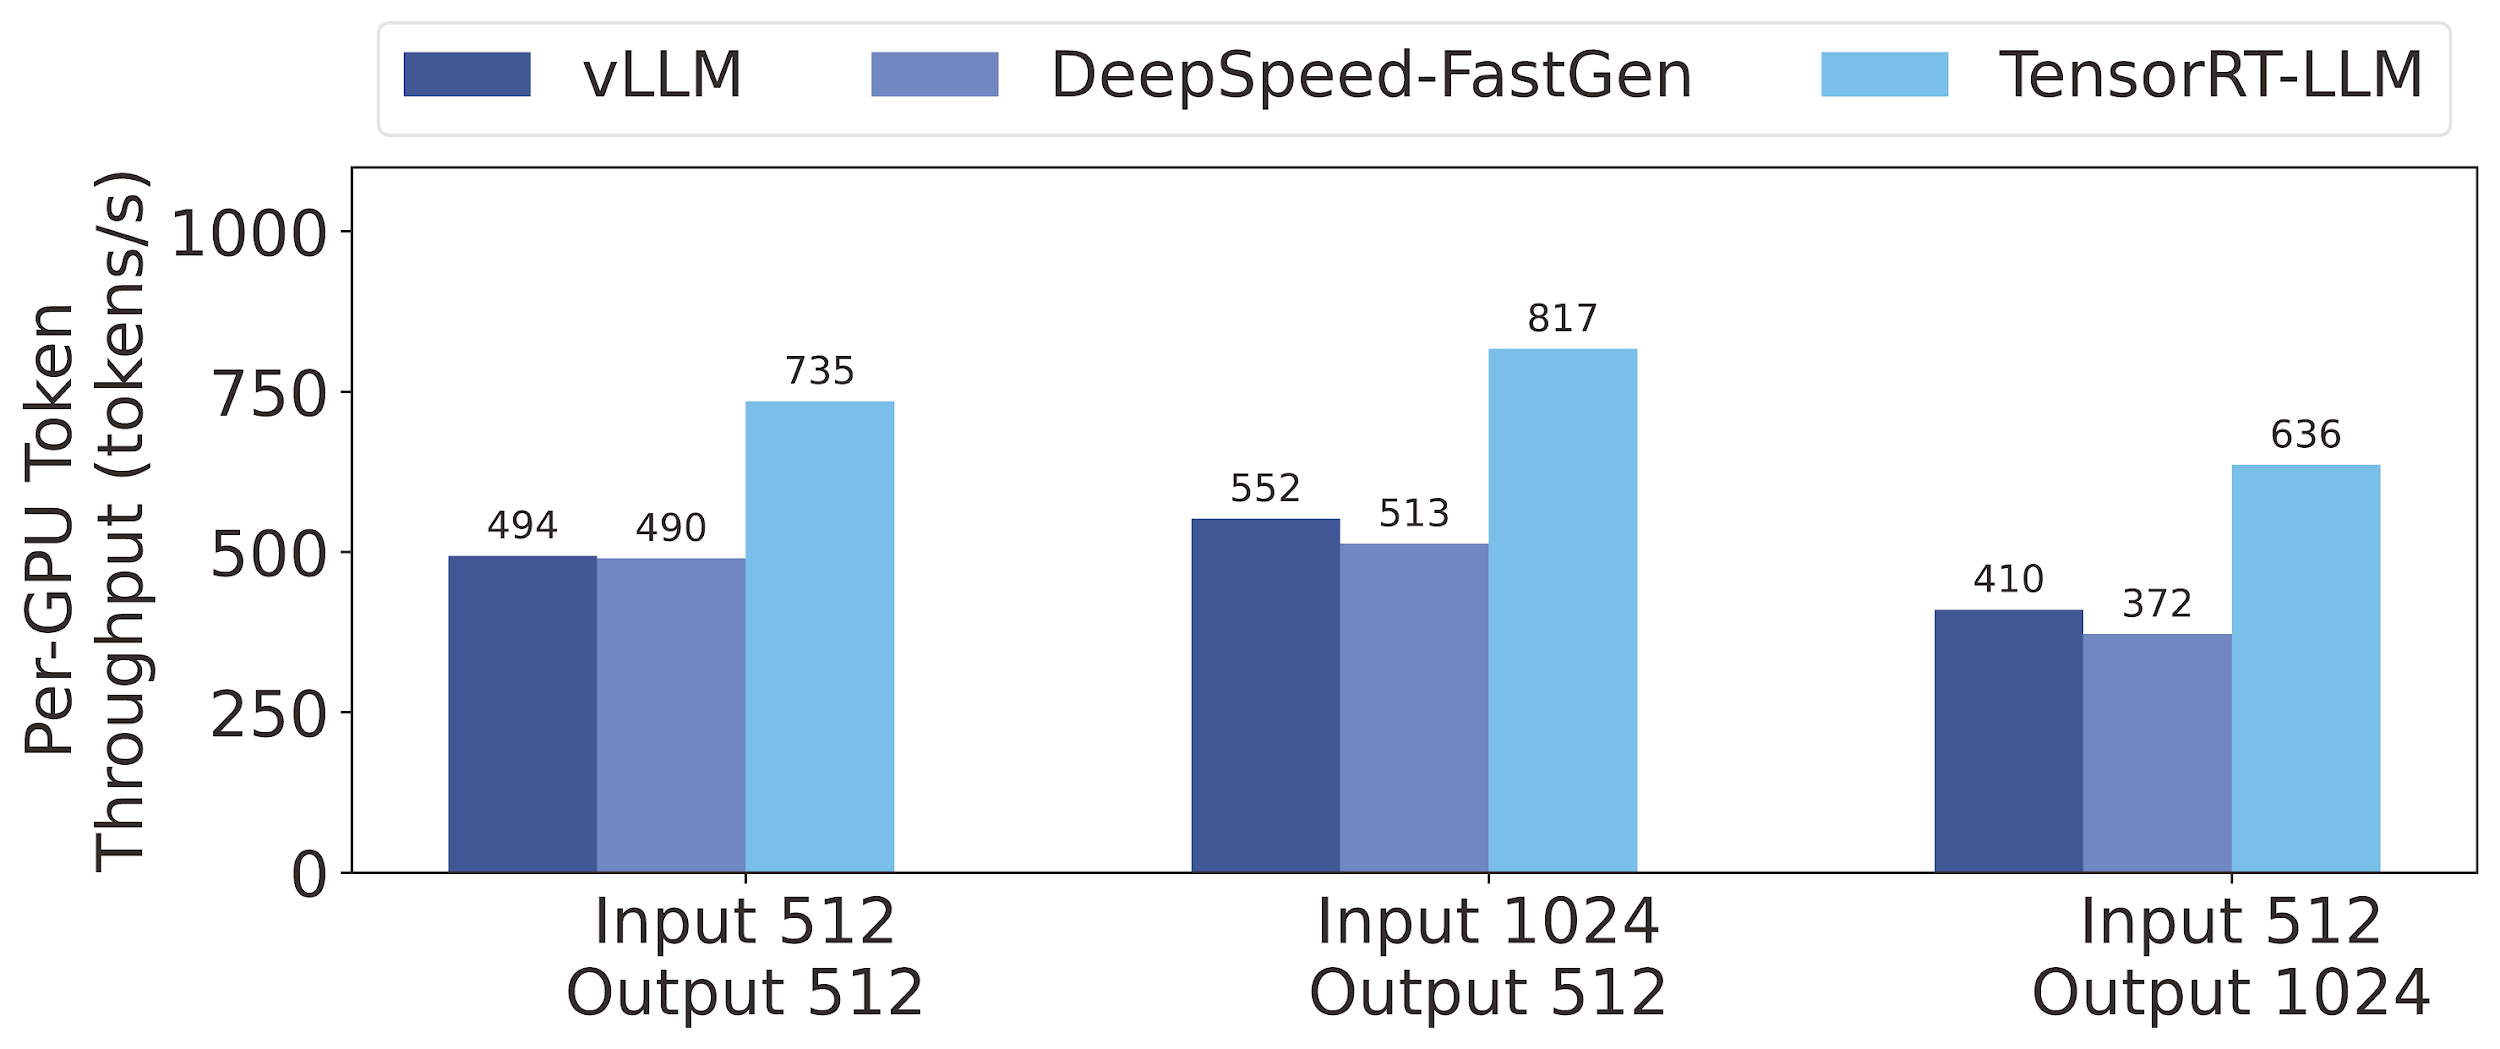 vLLM DeepSpeed-FastGen TensorRT-LLM
Per-GPU Token
Throughput (tokens/s)
1000
750
500
250
0
494
490
735
552
513
817
410
372
636
Input 512
Output 512
Input 1024
Output 512
Input 512
Output 1024